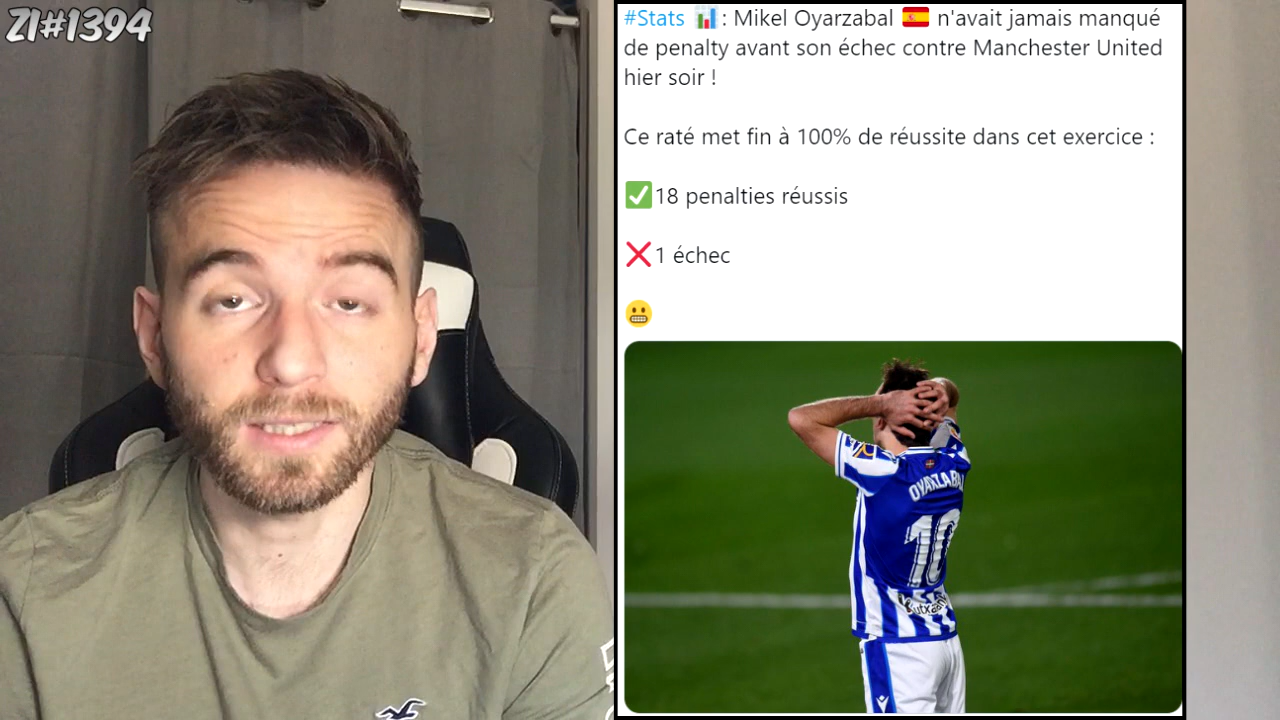 ZI#1394
#Stats 📊 : Mikel Oyarzabal 🇪🇸 n'avait jamais manqué
de penalty avant son échec contre Manchester United
hier soir !
Ce raté met fin à 100% de réussite dans cet exercice :
✅18 penalties réussis
❌1 échec
😬
OYARZABAL
10